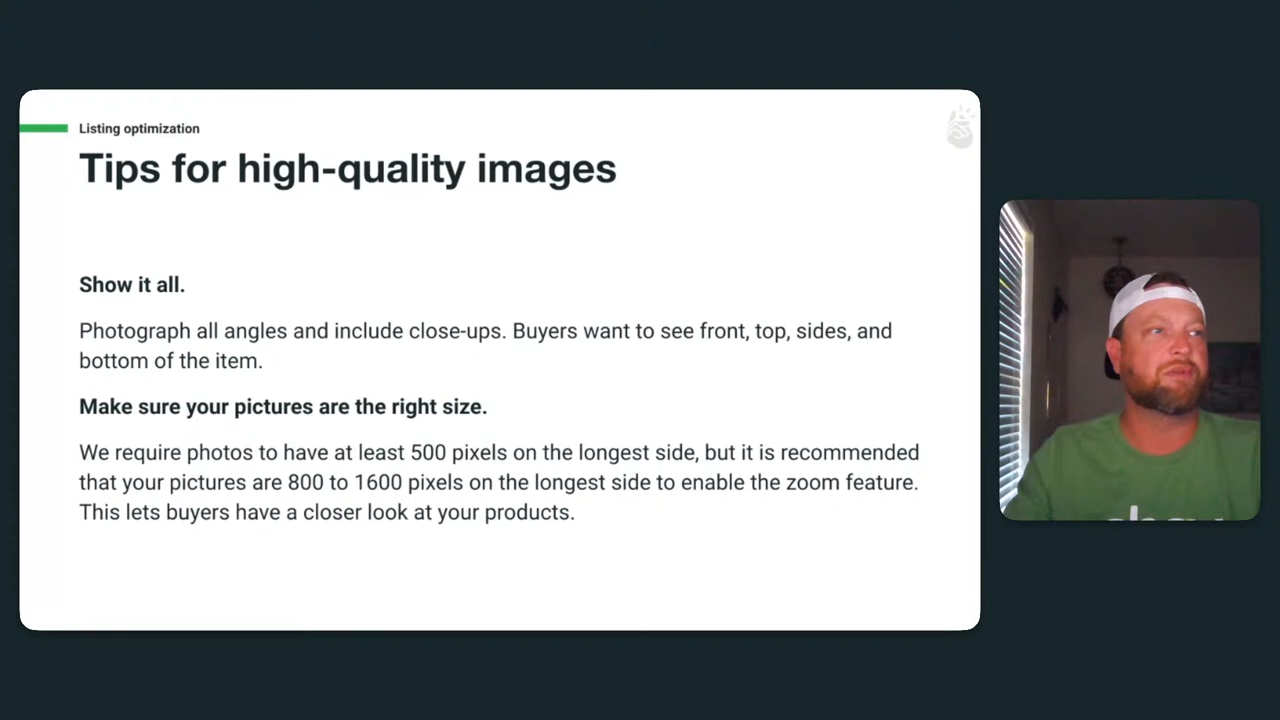 Listing optimization
Tips for high-quality images
Show it all.
Photograph all angles and include close-ups. Buyers want to see front, top, sides, and
bottom of the item.
Make sure your pictures are the right size.
We require photos to have at least 500 pixels on the longest side, but it is recommended
that your pictures are 800 to 1600 pixels on the longest side to enable the zoom feature.
This lets buyers have a closer look at your products.